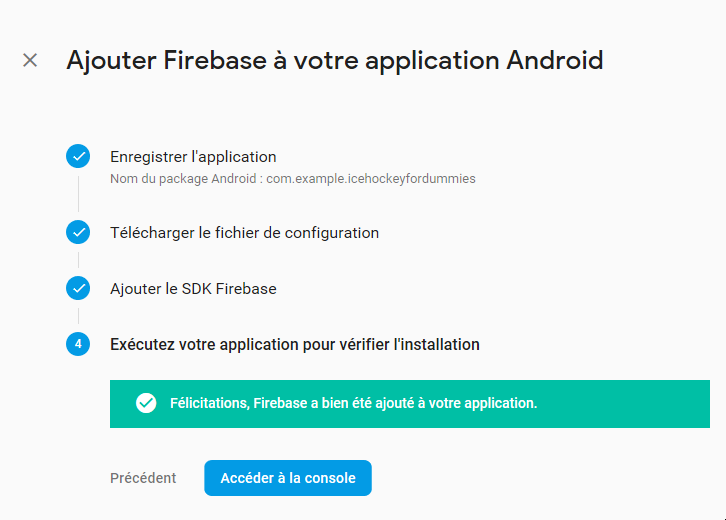 Ajouter Firebase à votre application Android
Enregistrer l'application
Nom du package Android : com.example.icehockeyfordummies
Télécharger le fichier de configuration
Ajouter le SDK Firebase
4 Exécutez votre application pour vérifier l'installation
Félicitations, Firebase a bien été ajouté à votre application.
Précédent Accéder à la console